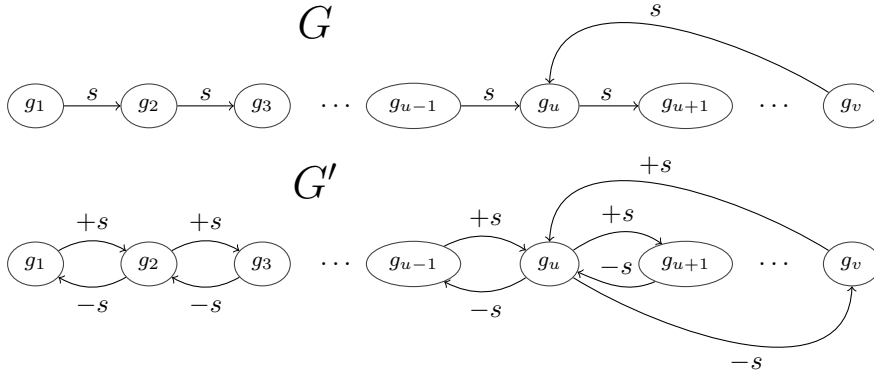 G
s
g₁ s g₂ s g₃ ⋯ gᵤ₋₁ s gᵤ s gᵤ₊₁ ⋯ gᵥ
G′
+s
+s +s +s +s
g₁ g₂ g₃ ⋯ gᵤ₋₁ gᵤ −s gᵤ₊₁ ⋯ gᵥ
−s −s −s
−s